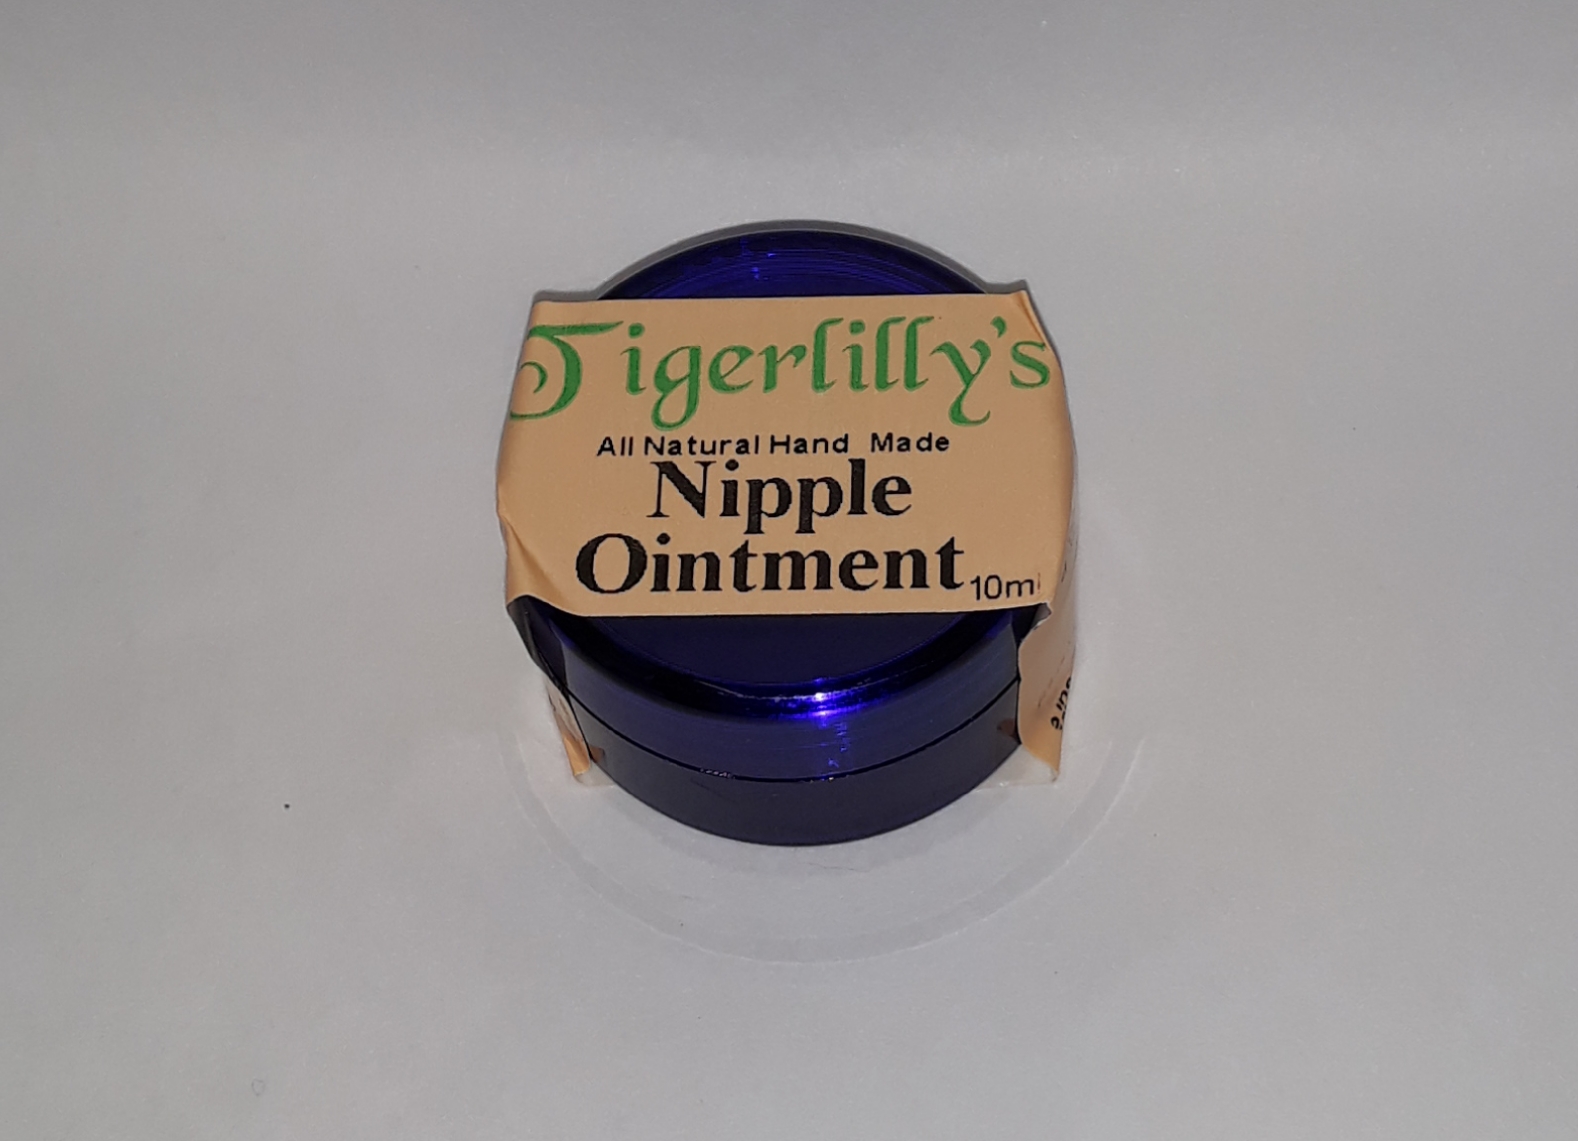 Tigerlilly's
All Natural Hand Made
Nipple
Ointment
10ml